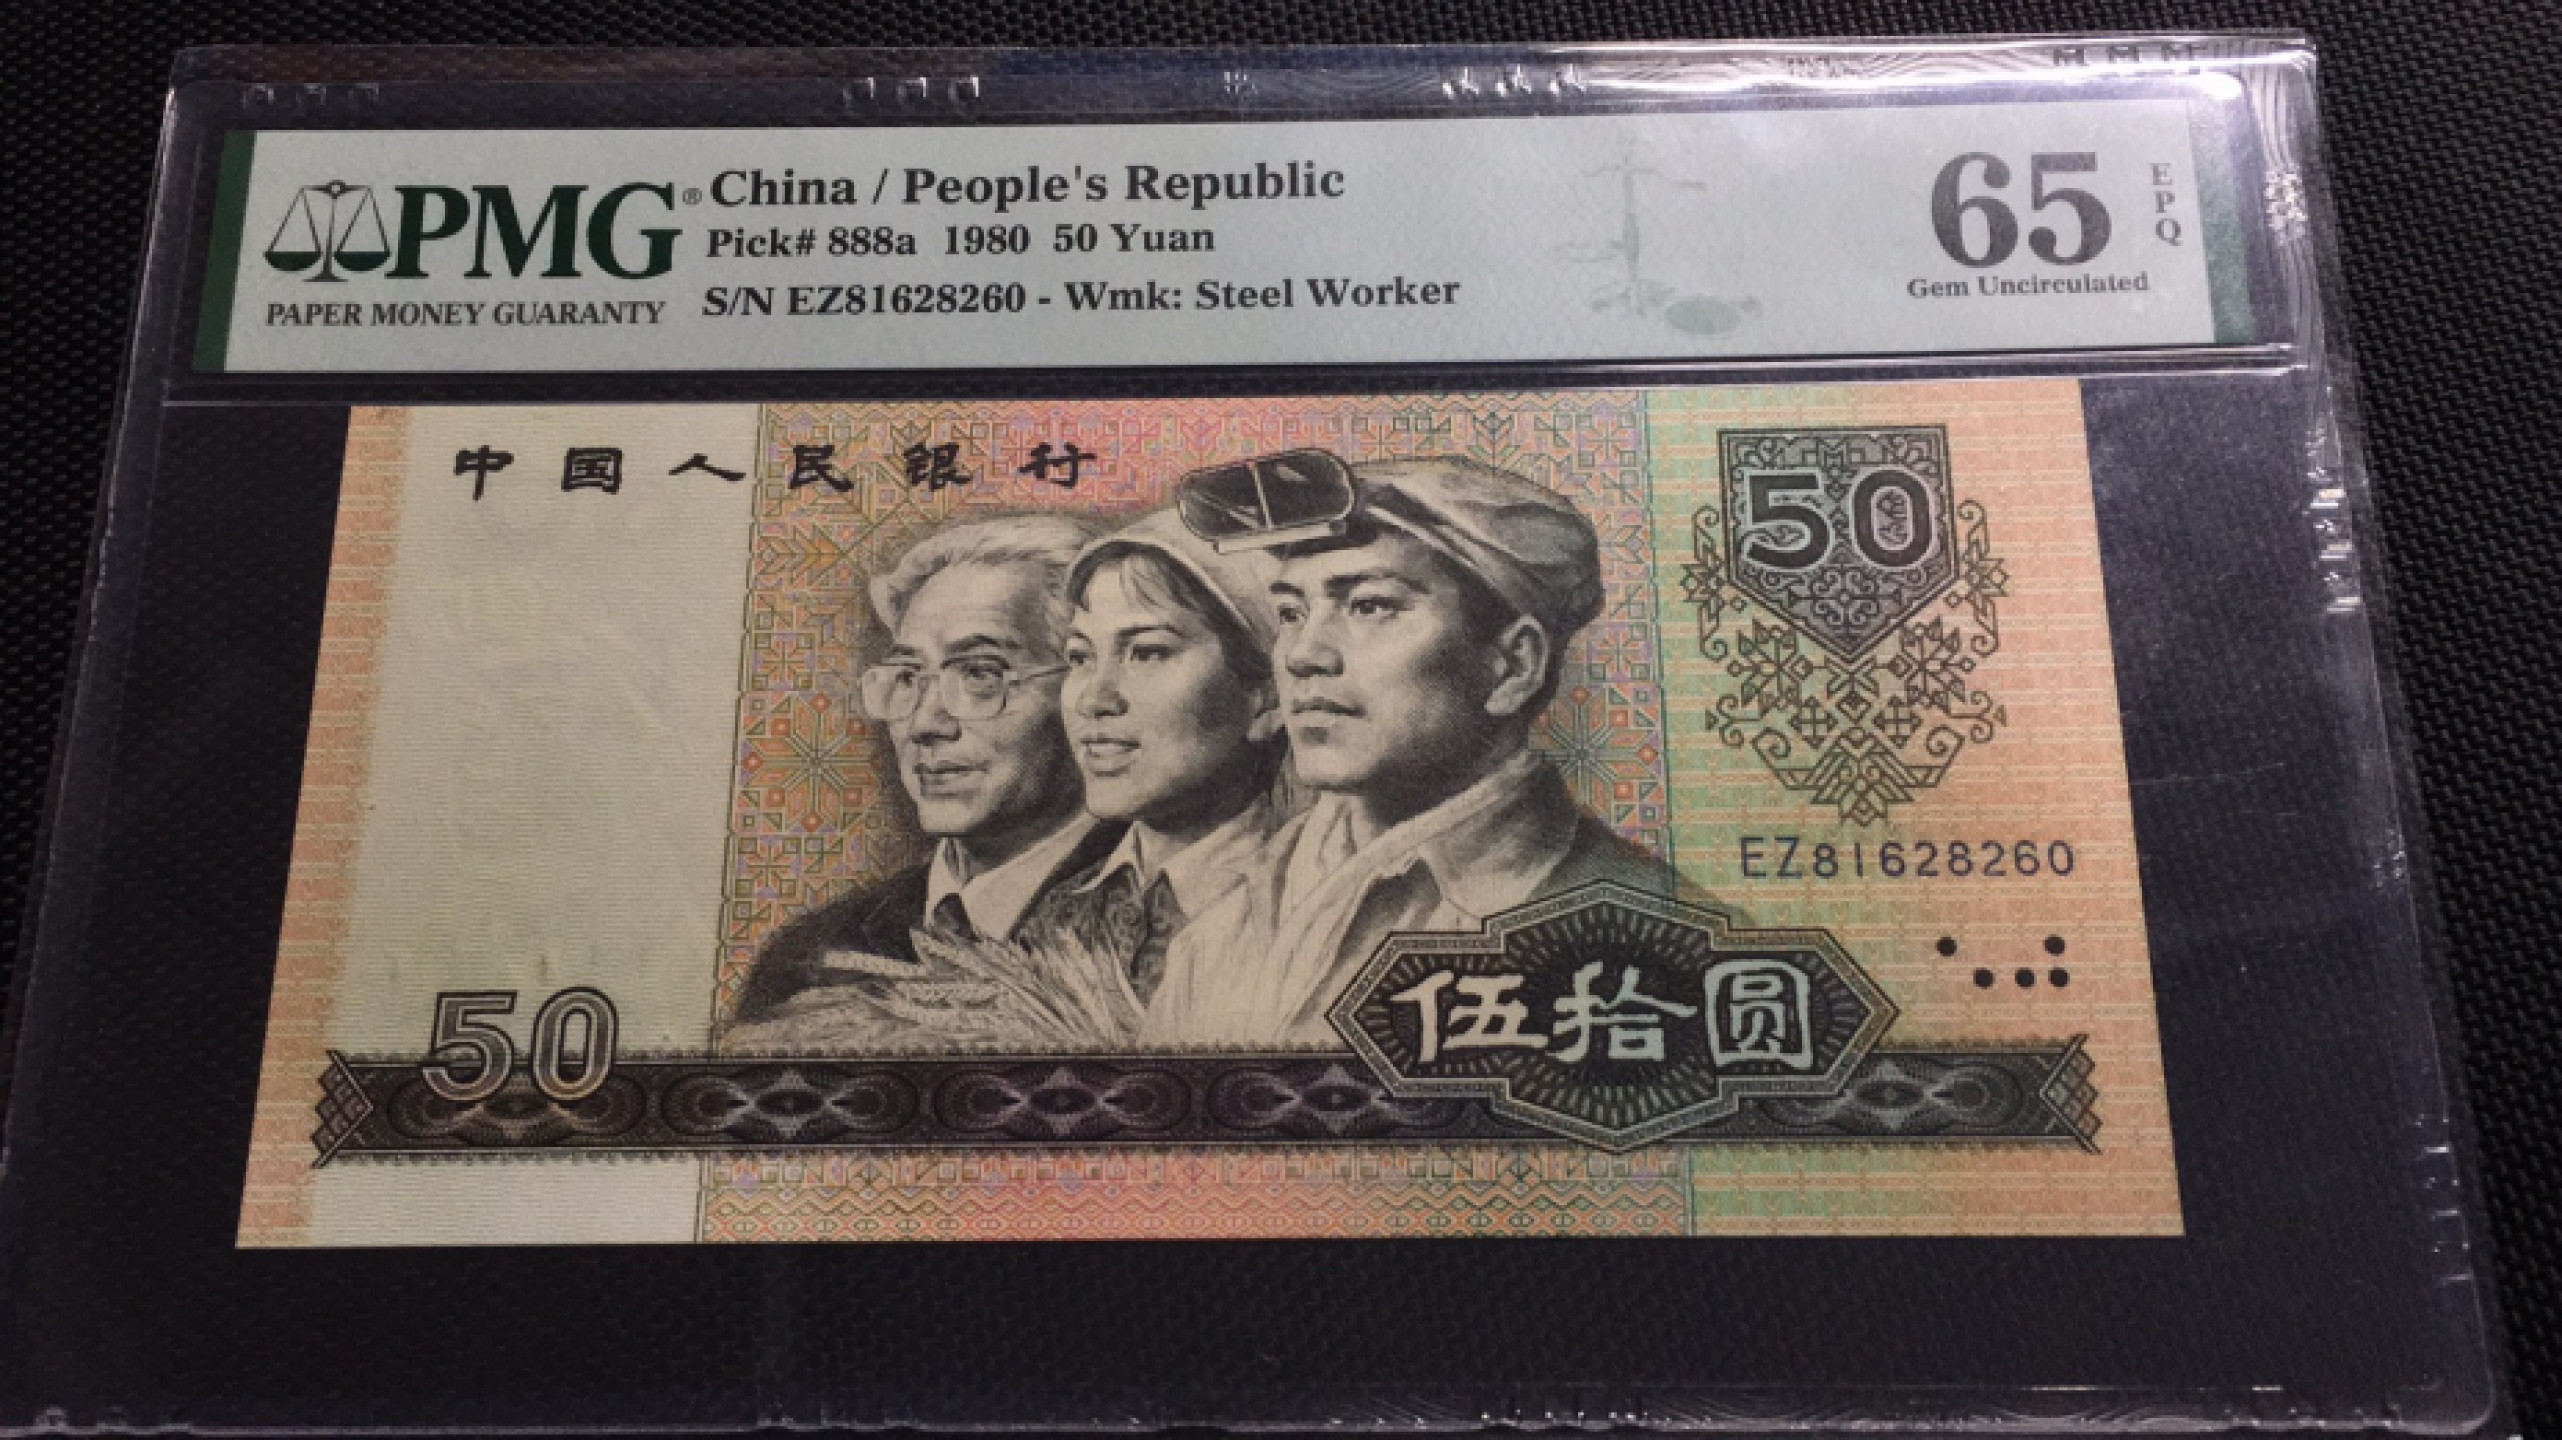 PMG®
PAPER MONEY GUARANTY
China / People's Republic
Pick# 888a 1980 50 Yuan
S/N EZ81628260 - Wmk: Steel Worker
65
EPQ
Gem Uncirculated
中国人民银行
50
EZ81628260
50
伍拾圆